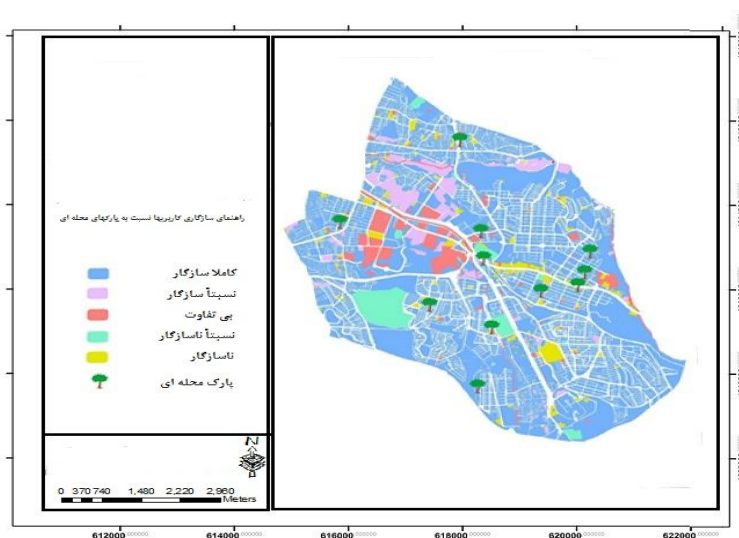 راهنمای سازگاری کاربریها نسبت به پارکهای محله ای
کاملا سازگار
نسبتاً سازگار
بی تفاوت
نسبتاً ناسازگار
ناسازگار
پارک محله ای
N
0 370 740 1,480 2,220 2,960
Meters
612000 614000 616000 618000 620000 622000